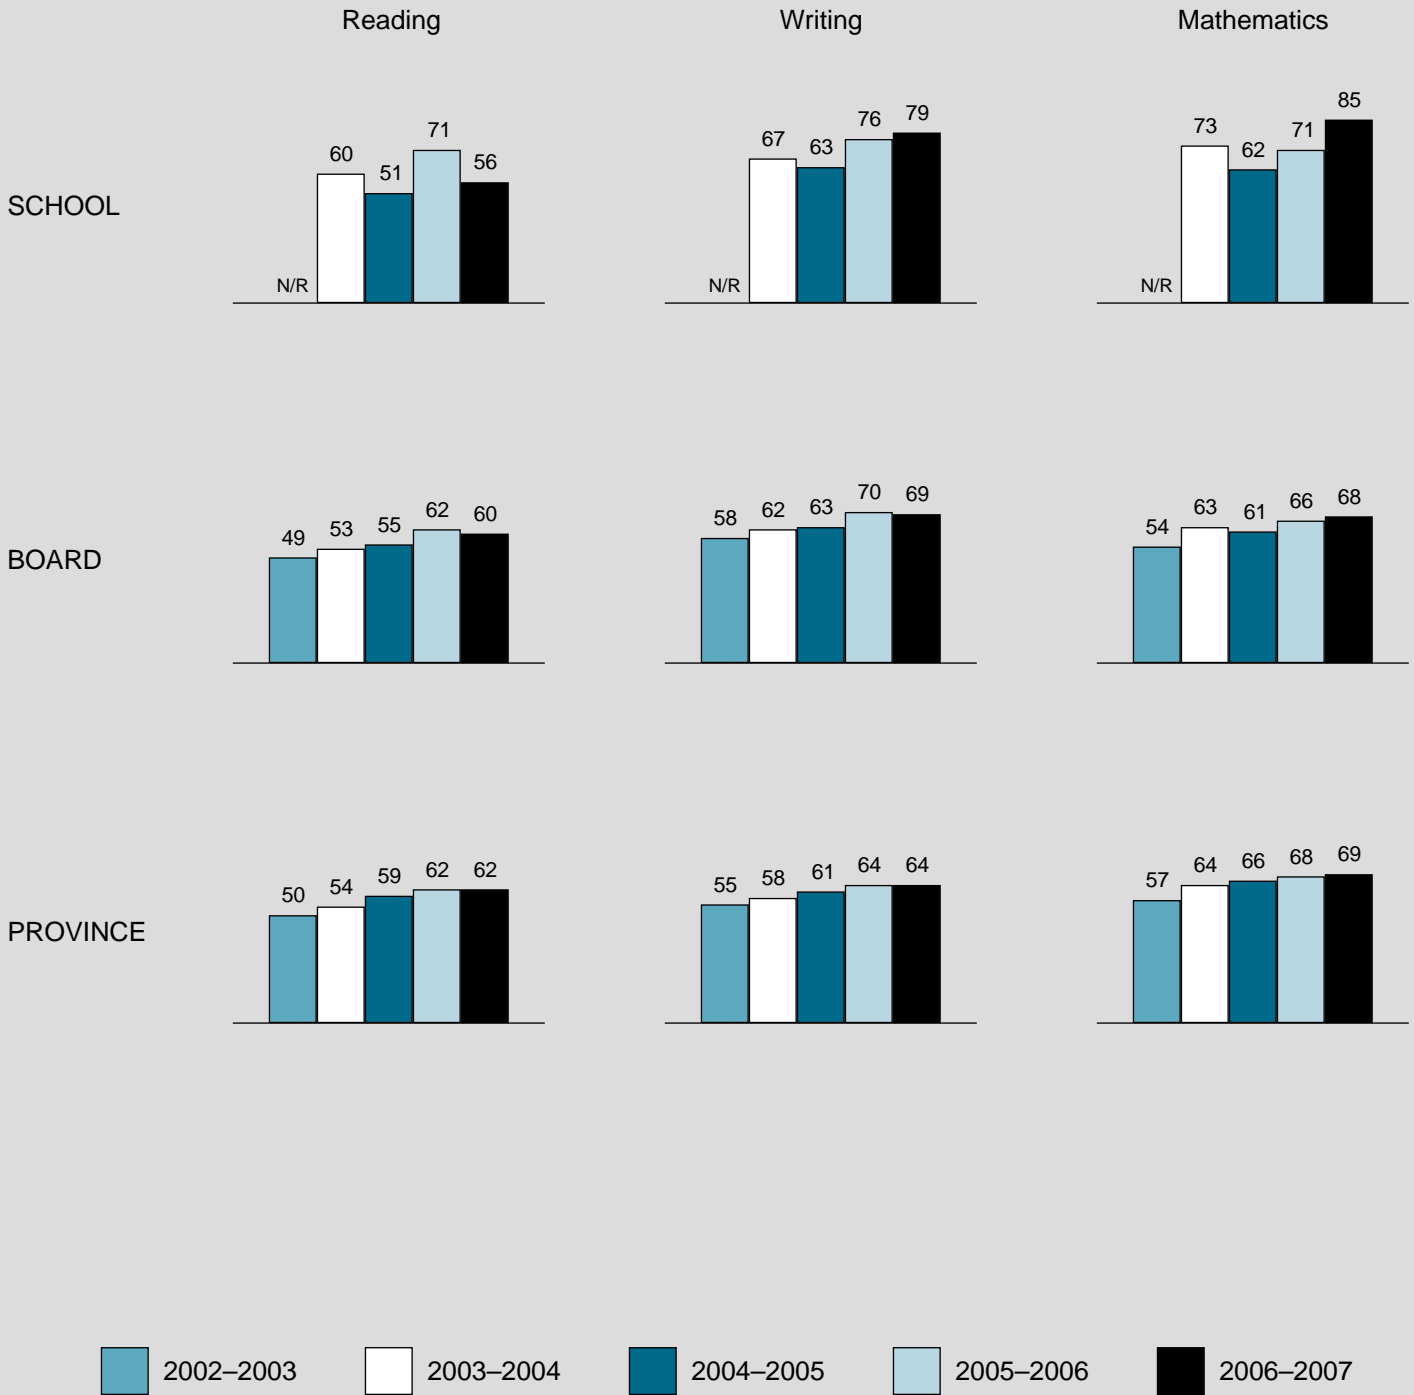 Reading Writing Mathematics
SCHOOL
N/R 60 51 71 56
N/R 67 63 76 79
N/R 73 62 71 85
BOARD
49 53 55 62 60
58 62 63 70 69
54 63 61 66 68
PROVINCE
50 54 59 62 62
55 58 61 64 64
57 64 66 68 69
2002–2003 2003–2004 2004–2005 2005–2006 2006–2007